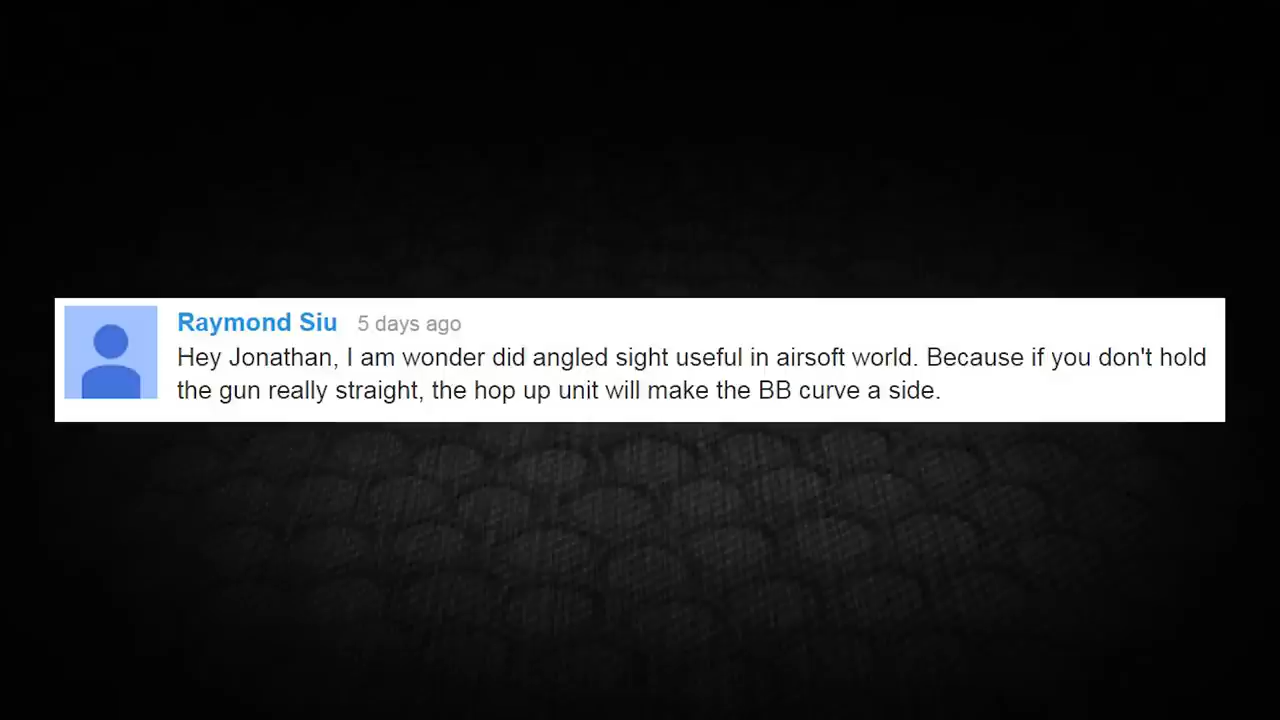 Raymond Siu 5 days ago
Hey Jonathan, I am wonder did angled sight useful in airsoft world. Because if you don't hold
the gun really straight, the hop up unit will make the BB curve a side.